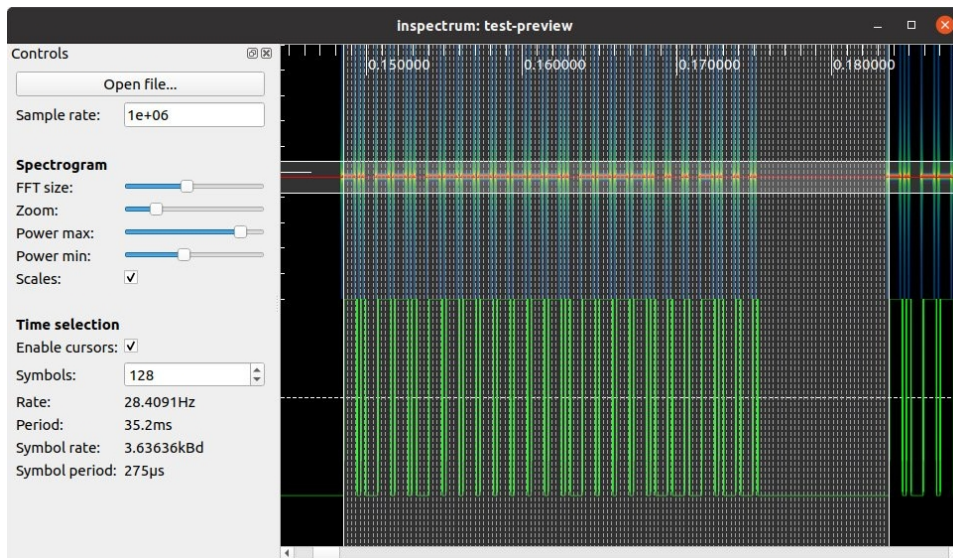 inspectrum: test-preview
Controls
Open file...
Sample rate: 1e+06
Spectrogram
FFT size:
Zoom:
Power max:
Power min:
Scales:
Time selection
Enable cursors:
Symbols: 128
Rate: 28.4091Hz
Period: 35.2ms
Symbol rate: 3.63636kBd
Symbol period: 275µs
0.150000 0.160000 0.170000 0.180000